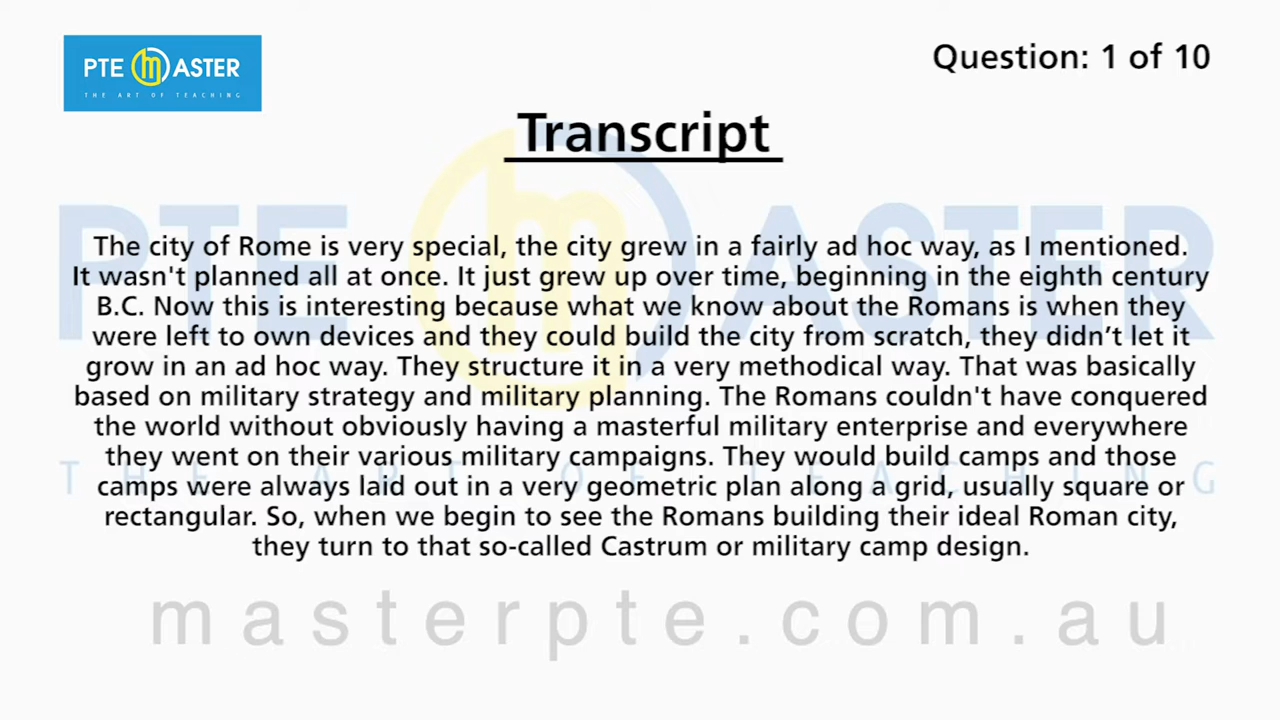 PTE MASTER
THE ART OF TEACHING
Question: 1 of 10
Transcript
The city of Rome is very special, the city grew in a fairly ad hoc way, as I mentioned.
It wasn't planned all at once. It just grew up over time, beginning in the eighth century
B.C. Now this is interesting because what we know about the Romans is when they
were left to own devices and they could build the city from scratch, they didn’t let it
grow in an ad hoc way. They structure it in a very methodical way. That was basically
based on military strategy and military planning. The Romans couldn't have conquered
the world without obviously having a masterful military enterprise and everywhere
they went on their various military campaigns. They would build camps and those
camps were always laid out in a very geometric plan along a grid, usually square or
rectangular. So, when we begin to see the Romans building their ideal Roman city,
they turn to that so-called Castrum or military camp design.
PTE MASTER
THE ART OF TEACHING
masterpte.com.au